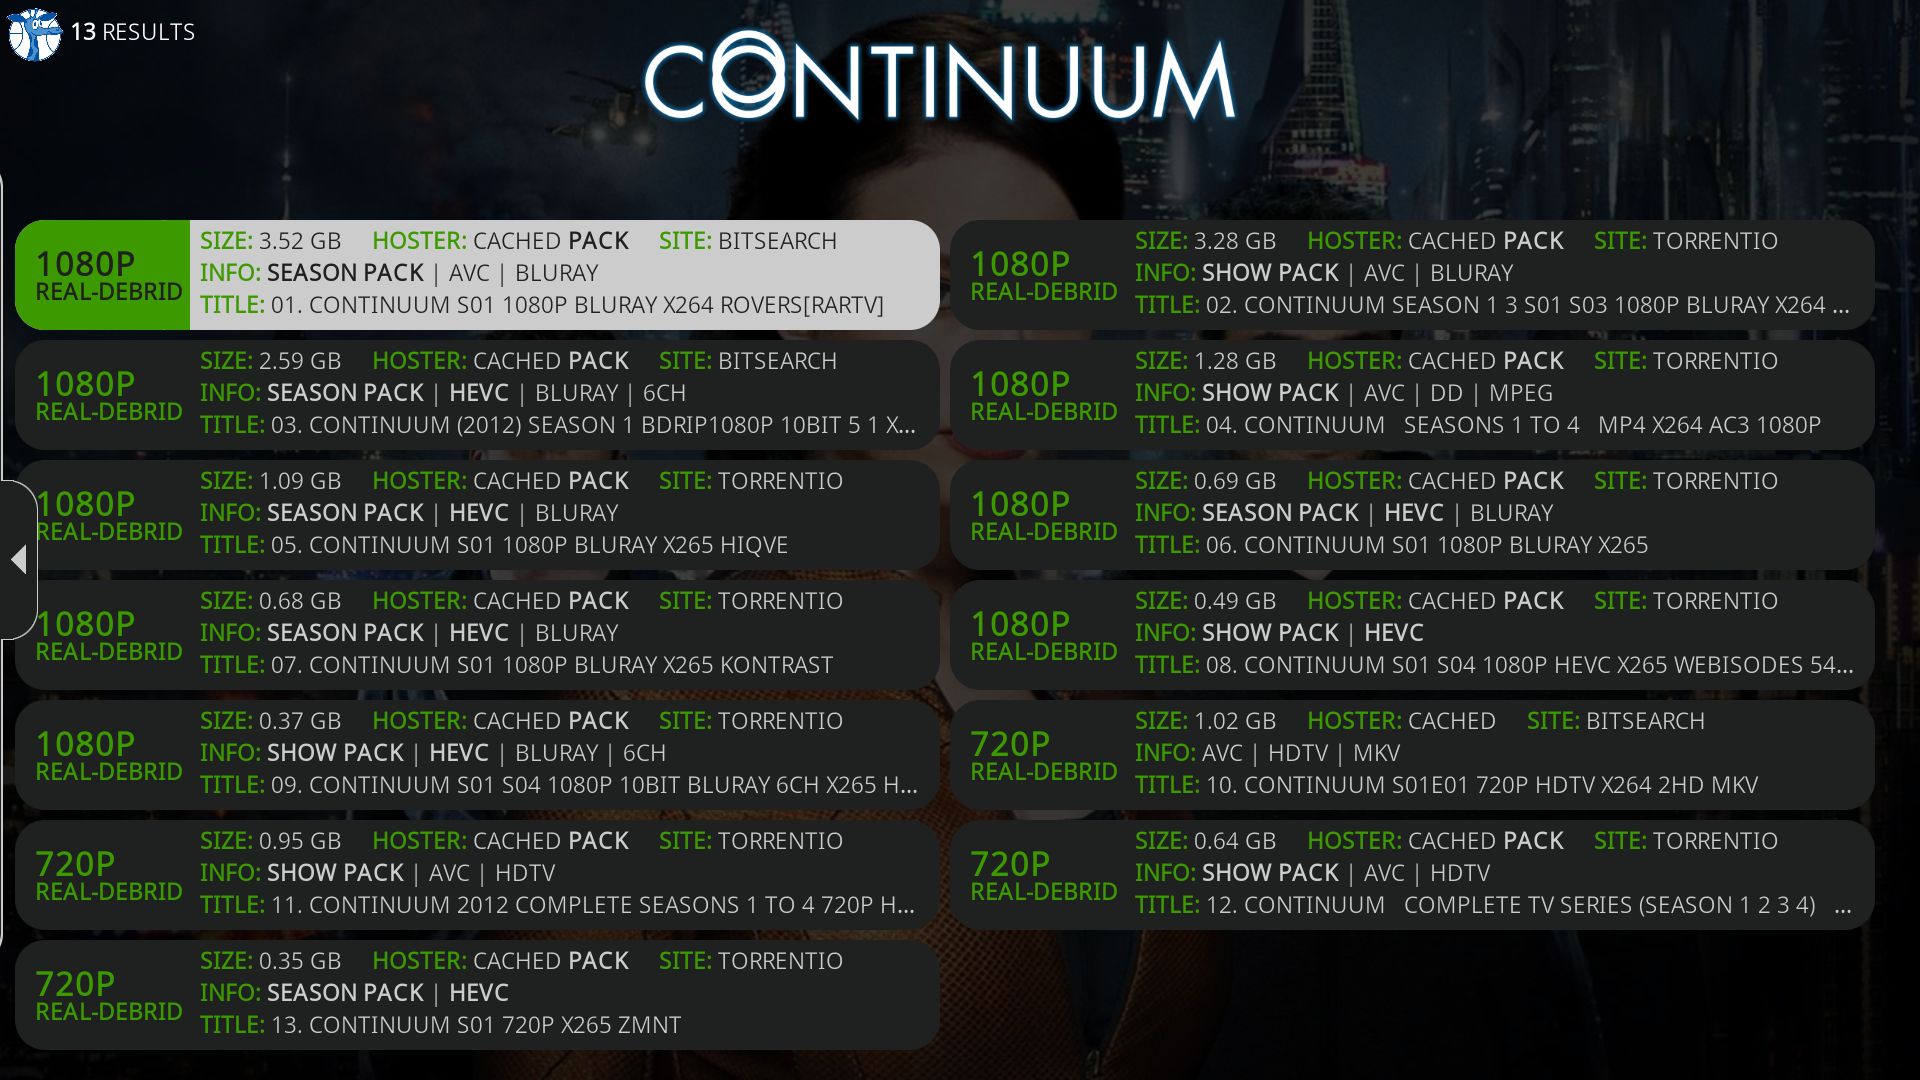 13 RESULTS
CONTINUUM
1080P
REAL-DEBRID
SIZE: 3.52 GB HOSTER: CACHED PACK SITE: BITSEARCH
INFO: SEASON PACK | AVC | BLURAY
TITLE: 01. CONTINUUM S01 1080P BLURAY X264 ROVERS[RARTV]
1080P
REAL-DEBRID
SIZE: 3.28 GB HOSTER: CACHED PACK SITE: TORRENTIO
INFO: SHOW PACK | AVC | BLURAY
TITLE: 02. CONTINUUM SEASON 1 3 S01 S03 1080P BLURAY X264 ...
1080P
REAL-DEBRID
SIZE: 2.59 GB HOSTER: CACHED PACK SITE: BITSEARCH
INFO: SEASON PACK | HEVC | BLURAY | 6CH
TITLE: 03. CONTINUUM (2012) SEASON 1 BDRIP1080P 10BIT 5 1 X...
1080P
REAL-DEBRID
SIZE: 1.28 GB HOSTER: CACHED PACK SITE: TORRENTIO
INFO: SHOW PACK | AVC | DD | MPEG
TITLE: 04. CONTINUUM SEASONS 1 TO 4 MP4 X264 AC3 1080P
1080P
REAL-DEBRID
SIZE: 1.09 GB HOSTER: CACHED PACK SITE: TORRENTIO
INFO: SEASON PACK | HEVC | BLURAY
TITLE: 05. CONTINUUM S01 1080P BLURAY X265 HIQVE
1080P
REAL-DEBRID
SIZE: 0.69 GB HOSTER: CACHED PACK SITE: TORRENTIO
INFO: SEASON PACK | HEVC | BLURAY
TITLE: 06. CONTINUUM S01 1080P BLURAY X265
1080P
REAL-DEBRID
SIZE: 0.68 GB HOSTER: CACHED PACK SITE: TORRENTIO
INFO: SEASON PACK | HEVC | BLURAY
TITLE: 07. CONTINUUM S01 1080P BLURAY X265 KONTRAST
1080P
REAL-DEBRID
SIZE: 0.49 GB HOSTER: CACHED PACK SITE: TORRENTIO
INFO: SHOW PACK | HEVC
TITLE: 08. CONTINUUM S01 S04 1080P HEVC X265 WEBISODES 54...
1080P
REAL-DEBRID
SIZE: 0.37 GB HOSTER: CACHED PACK SITE: TORRENTIO
INFO: SHOW PACK | HEVC | BLURAY | 6CH
TITLE: 09. CONTINUUM S01 S04 1080P 10BIT BLURAY 6CH X265 H...
720P
REAL-DEBRID
SIZE: 1.02 GB HOSTER: CACHED SITE: BITSEARCH
INFO: AVC | HDTV | MKV
TITLE: 10. CONTINUUM S01E01 720P HDTV X264 2HD MKV
720P
REAL-DEBRID
SIZE: 0.95 GB HOSTER: CACHED PACK SITE: TORRENTIO
INFO: SHOW PACK | AVC | HDTV
TITLE: 11. CONTINUUM 2012 COMPLETE SEASONS 1 TO 4 720P H...
720P
REAL-DEBRID
SIZE: 0.64 GB HOSTER: CACHED PACK SITE: TORRENTIO
INFO: SHOW PACK | AVC | HDTV
TITLE: 12. CONTINUUM COMPLETE TV SERIES (SEASON 1 2 3 4) ...
720P
REAL-DEBRID
SIZE: 0.35 GB HOSTER: CACHED PACK SITE: TORRENTIO
INFO: SEASON PACK | HEVC
TITLE: 13. CONTINUUM S01 720P X265 ZMNT